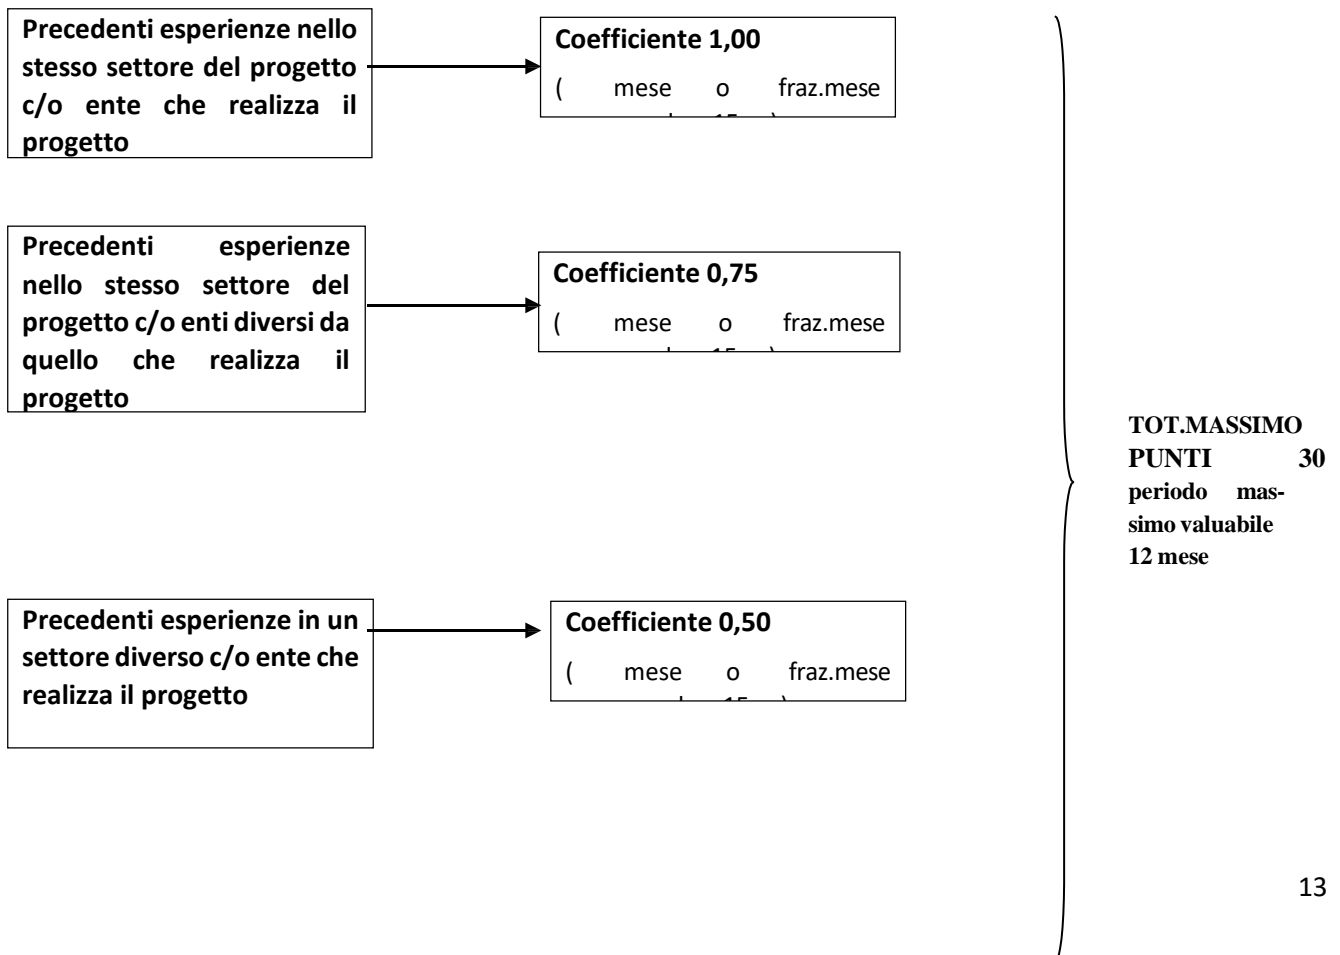 Precedenti esperienze nello
stesso settore del progetto
c/o ente che realizza il
progetto
Coefficiente 1,00
( mese o fraz.mese
Precedenti esperienze
nello stesso settore del
progetto c/o enti diversi da
quello che realizza il
progetto
Coefficiente 0,75
( mese o fraz.mese
TOT.MASSIMO
PUNTI 30
periodo mas-
simo valuabile
12 mese
Precedenti esperienze in un
settore diverso c/o ente che
realizza il progetto
Coefficiente 0,50
( mese o fraz.mese
13